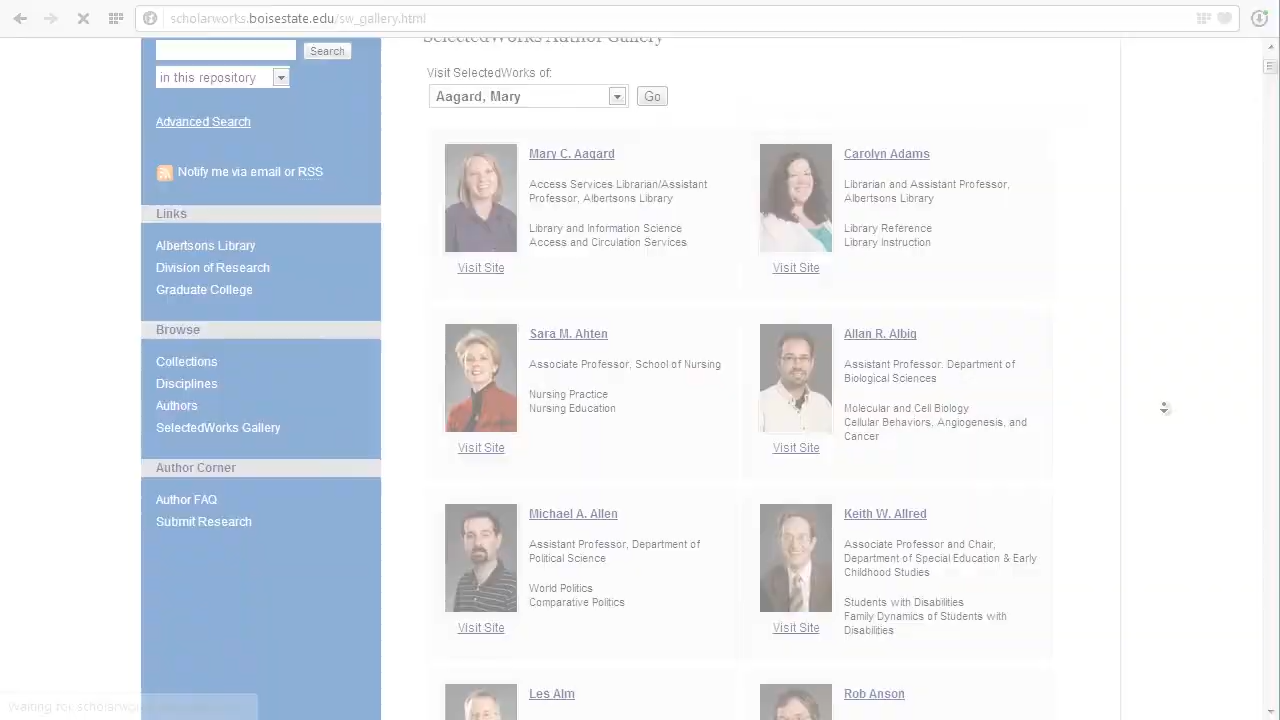 scholarworks.boisestate.edu/sw_gallery.html
SelectedWorks Author Gallery
Search
in this repository
Advanced Search
Notify me via email or RSS
Links
Albertsons Library
Division of Research
Graduate College
Browse
Collections
Disciplines
Authors
SelectedWorks Gallery
Author Corner
Author FAQ
Submit Research
Visit SelectedWorks of:
Aagard, Mary
Go
Mary C. Aagard
Access Services Librarian/Assistant
Professor, Albertsons Library
Library and Information Science
Access and Circulation Services
Visit Site
Carolyn Adams
Librarian and Assistant Professor,
Albertsons Library
Library Reference
Library Instruction
Visit Site
Sara M. Ahten
Associate Professor, School of Nursing
Nursing Practice
Nursing Education
Visit Site
Allan R. Albig
Assistant Professor. Department of
Biological Sciences
Molecular and Cell Biology
Cellular Behaviors, Angiogenesis, and
Cancer
Visit Site
Michael A. Allen
Assistant Professor, Department of
Political Science
World Politics
Comparative Politics
Visit Site
Keith W. Allred
Associate Professor and Chair,
Department of Special Education & Early
Childhood Studies
Students with Disabilities
Family Dynamics of Students with
Disabilities
Visit Site
Les Alm
Rob Anson
Waiting for